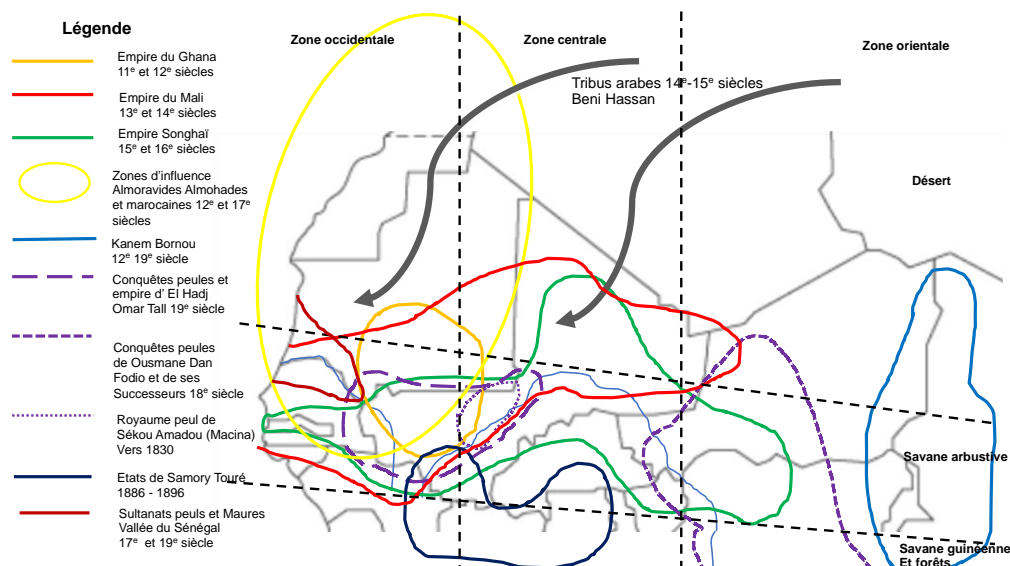 Légende
Empire du Ghana
11e et 12e siècles
Empire du Mali
13e et 14e siècles
Empire Songhaï
15e et 16e siècles
Zones d'influence
Almoravides Almohades
et marocaines 12e et 17e
siècles
Kanem Bornou
12e 19e siècle
Conquêtes peules et
empire d' El Hadj
Omar Tall 19e siècle
Conquêtes peules
de Ousmane Dan
Fodio et de ses
Successeurs 18e siècle
Royaume peul de
Sékou Amadou (Macina)
Vers 1830
Etats de Samory Touré
1886 - 1896
Sultanats peuls et Maures
Vallée du Sénégal
17e et 19e siècle
Zone occidentale
Zone centrale
Zone orientale
Tribus arabes 14e-15e siècles
Beni Hassan
Désert
Savane arbustive
Savane guinéenne
Et forêts